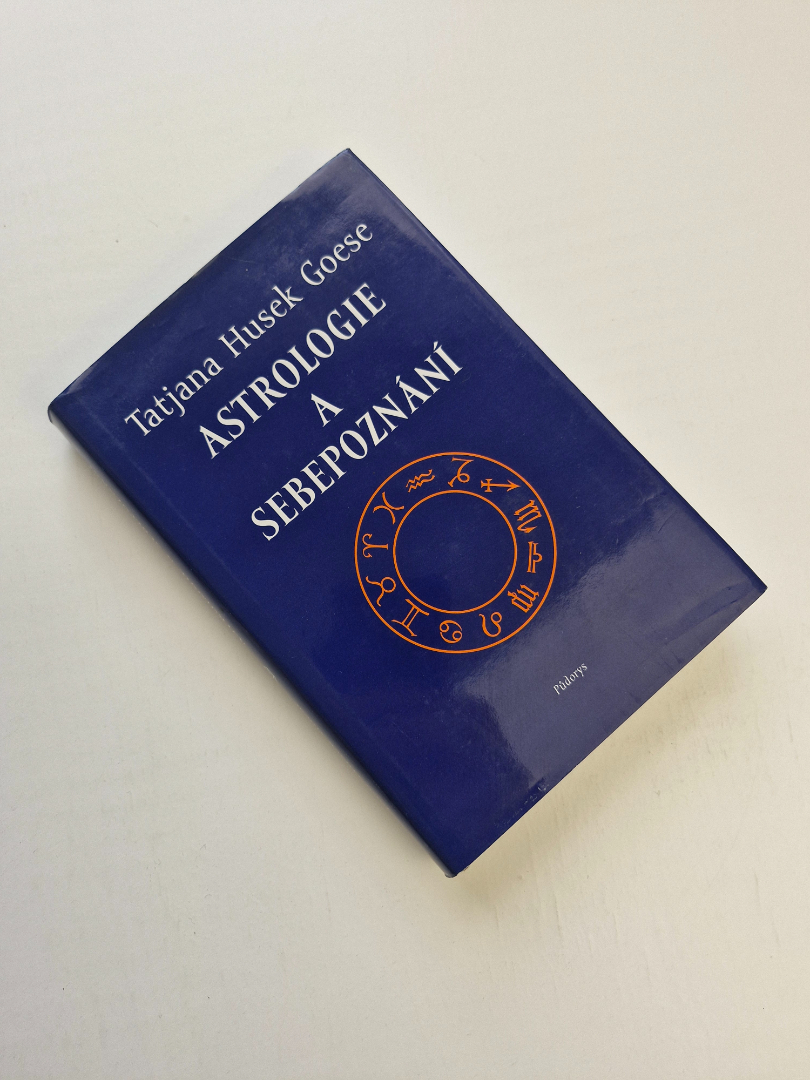 Tatjana Husek Goese
ASTROLOGIE
A
SEBEPOZNÁNÍ
Půdorys